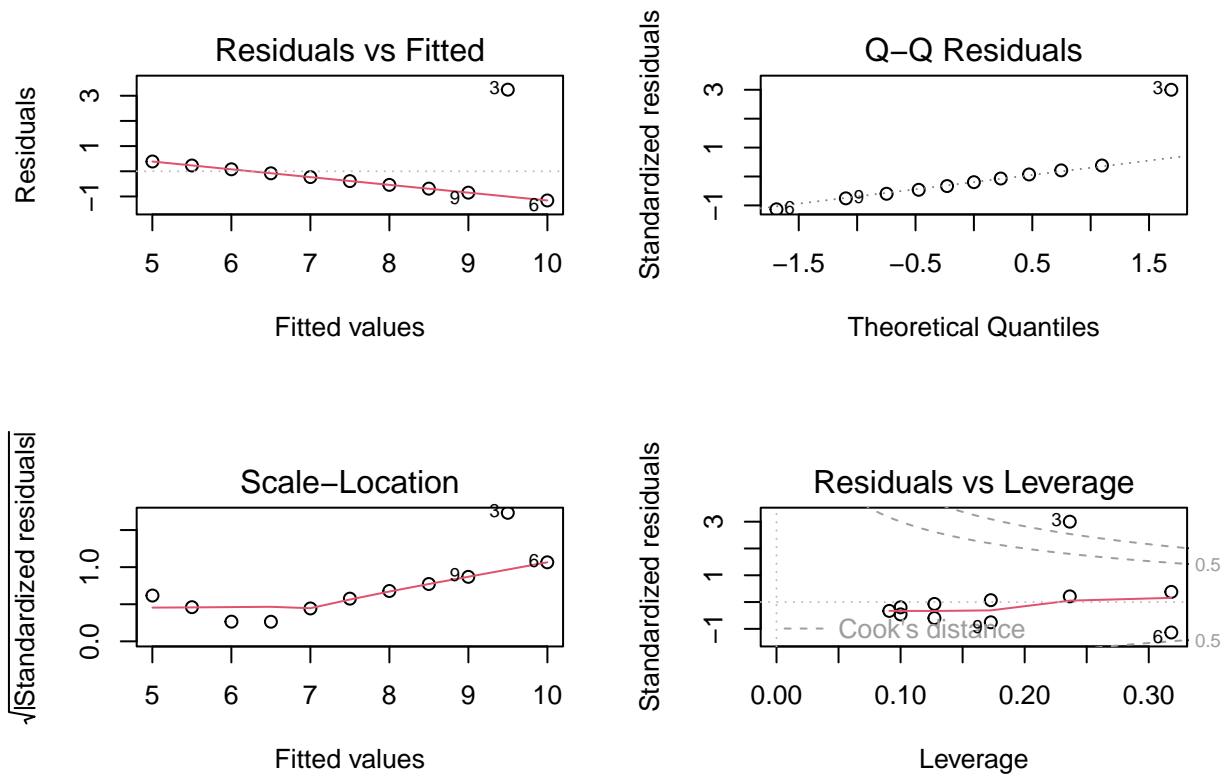 Residuals vs Fitted
Residuals
3
1
−1
3
9
6
5 6 7 8 9 10
Fitted values
Q−Q Residuals
Standardized residuals
3
1
−1
3
9
6
−1.5 −0.5 0.5 1.5
Theoretical Quantiles
Scale−Location
√|Standardized residuals|
1.0
0.0
3
9
6
5 6 7 8 9 10
Fitted values
Residuals vs Leverage
Standardized residuals
3
1
−1
3
0.5
9
6
0.5
Cook's distance
0.00 0.10 0.20 0.30
Leverage